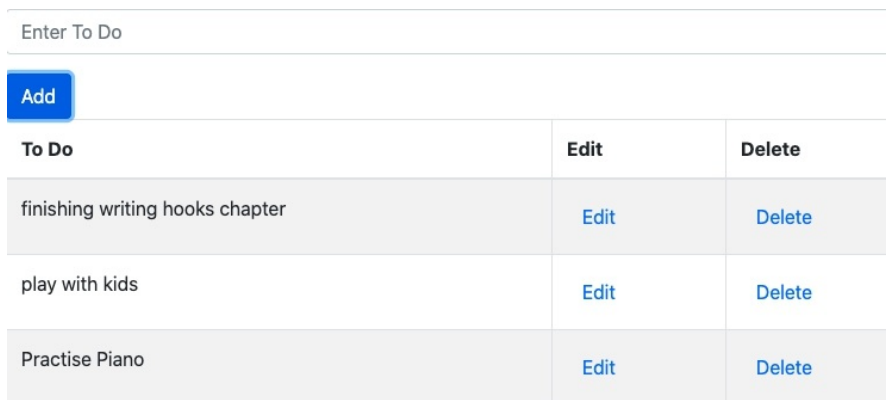 Enter To Do
Add
To Do Edit Delete
finishing writing hooks chapter Edit Delete
play with kids Edit Delete
Practise Piano Edit Delete